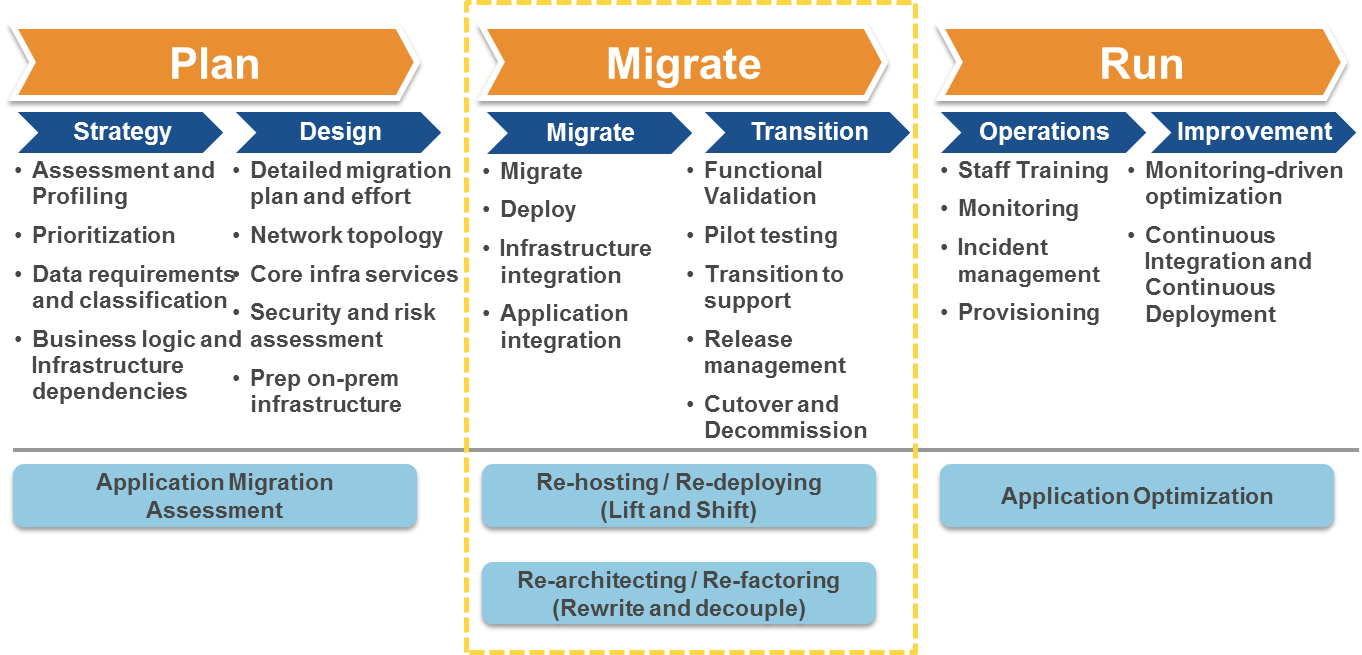 Plan
Strategy
• Assessment and
Profiling
• Prioritization
• Data requirements
and classification
• Business logic and
Infrastructure
dependencies
Design
• Detailed migration
plan and effort
• Network topology
• Core infra services
• Security and risk
assessment
• Prep on-prem
infrastructure
Application Migration
Assessment
Migrate
Migrate
• Migrate
• Deploy
• Infrastructure
integration
• Application
integration
Transition
• Functional
Validation
• Pilot testing
• Transition to
support
• Release
management
• Cutover and
Decommission
Re-hosting / Re-deploying
(Lift and Shift)
Re-architecting / Re-factoring
(Rewrite and decouple)
Run
Operations
• Staff Training
• Monitoring
• Incident
management
• Provisioning
Improvement
• Monitoring-driven
optimization
• Continuous
Integration and
Continuous
Deployment
Application Optimization